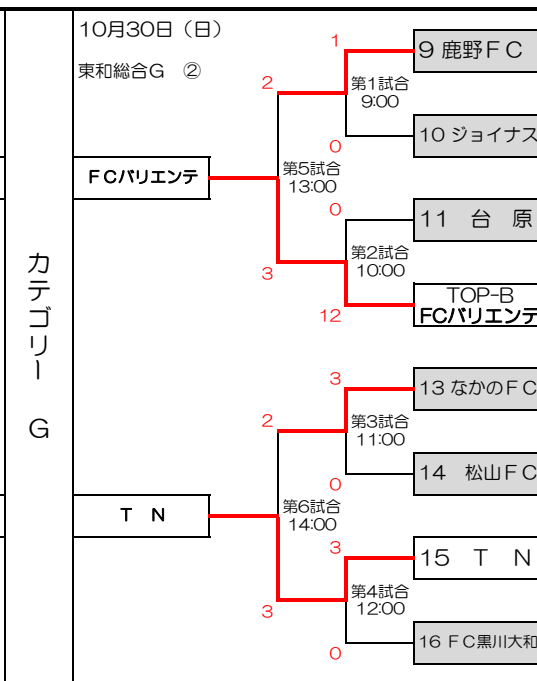 10月30日（日）
東和総合G　②
カテゴリー　G
FCバリエンテ
T N
2
3
第5試合
13:00
2
3
第6試合
14:00
1
0
第1試合
9:00
0
12
第2試合
10:00
3
0
第3試合
11:00
3
0
第4試合
12:00
9 鹿野ＦＣ
10 ジョイナス
11 台 原
TOP-B
FCバリエンテ
13 なかのＦＣ
14 松山ＦＣ
15 T N
16 ＦＣ黒川大和